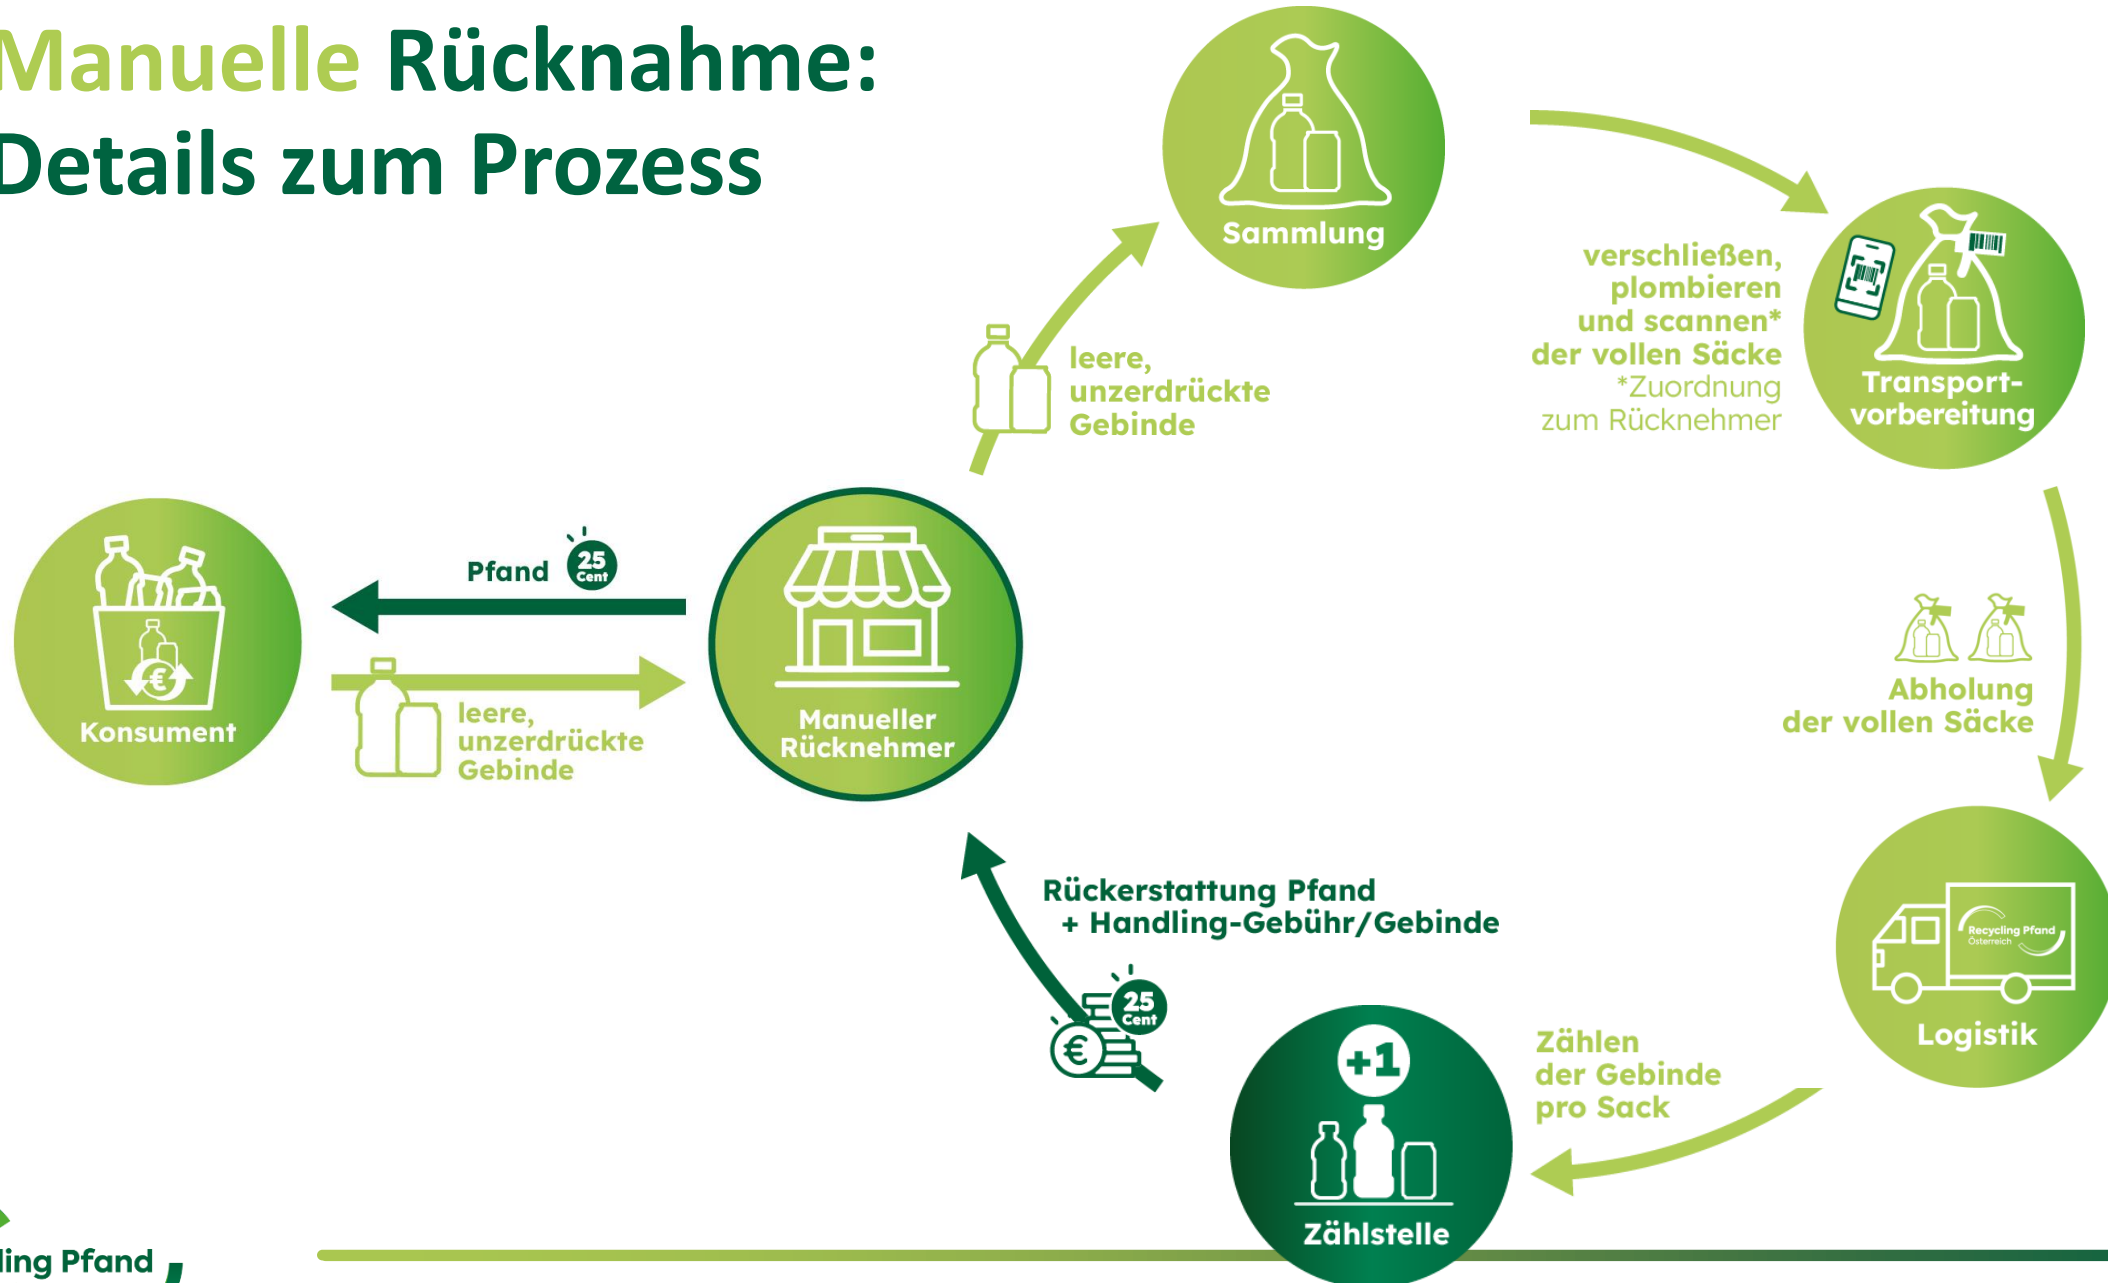 Manuelle Rücknahme:
Details zum Prozess
Sammlung
verschließen,
plombieren
und scannen*
der vollen Säcke
*Zuordnung
zum Rücknehmer
Transport-
vorbereitung
leere,
unzerdrückte
Gebinde
Pfand
25
Cent
Konsument
€
leere,
unzerdrückte
Gebinde
Manueller
Rücknehmer
Abholung
der vollen Säcke
Rückerstattung Pfand
+ Handling-Gebühr/Gebinde
25
Cent
€
Recycling Pfand
Österreich
Logistik
Zählen
der Gebinde
pro Sack
+1
Zählstelle
ling Pfand